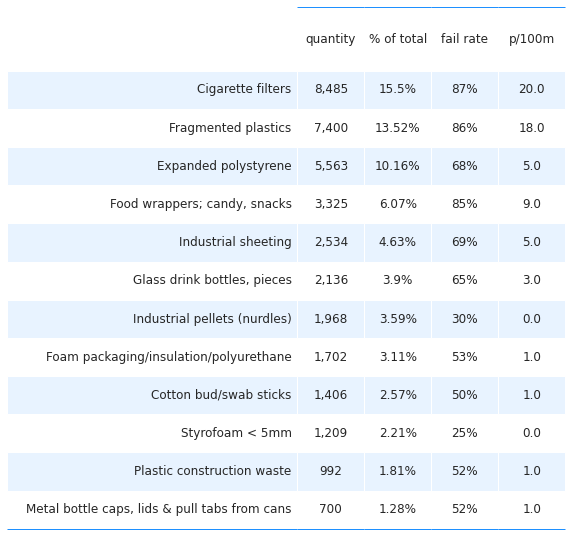 quantity % of total fail rate p/100m
Cigarette filters 8,485 15.5% 87% 20.0
Fragmented plastics 7,400 13.52% 86% 18.0
Expanded polystyrene 5,563 10.16% 68% 5.0
Food wrappers; candy, snacks 3,325 6.07% 85% 9.0
Industrial sheeting 2,534 4.63% 69% 5.0
Glass drink bottles, pieces 2,136 3.9% 65% 3.0
Industrial pellets (nurdles) 1,968 3.59% 30% 0.0
Foam packaging/insulation/polyurethane 1,702 3.11% 53% 1.0
Cotton bud/swab sticks 1,406 2.57% 50% 1.0
Styrofoam < 5mm 1,209 2.21% 25% 0.0
Plastic construction waste 992 1.81% 52% 1.0
Metal bottle caps, lids & pull tabs from cans 700 1.28% 52% 1.0